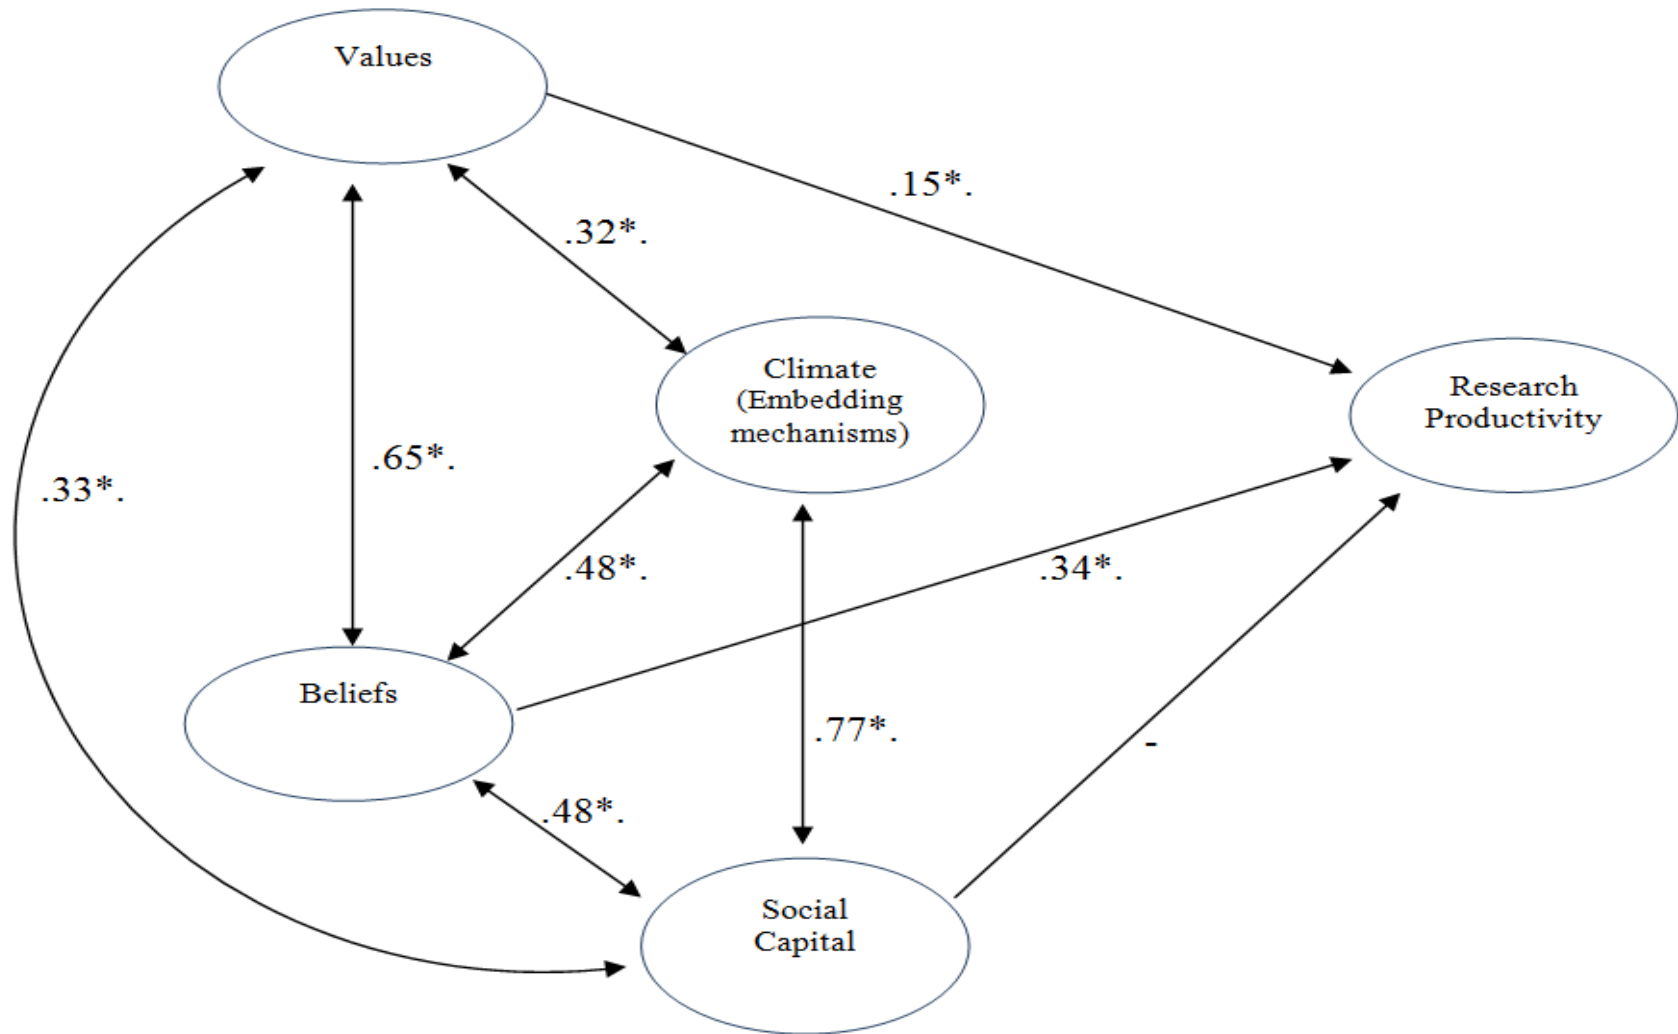 Values
.15*.
.32*.
Climate
(Embedding
mechanisms)
Research
Productivity
.65*.
.33*.
.48*.
.34*.
Beliefs
.77*.
-
.48*.
Social
Capital